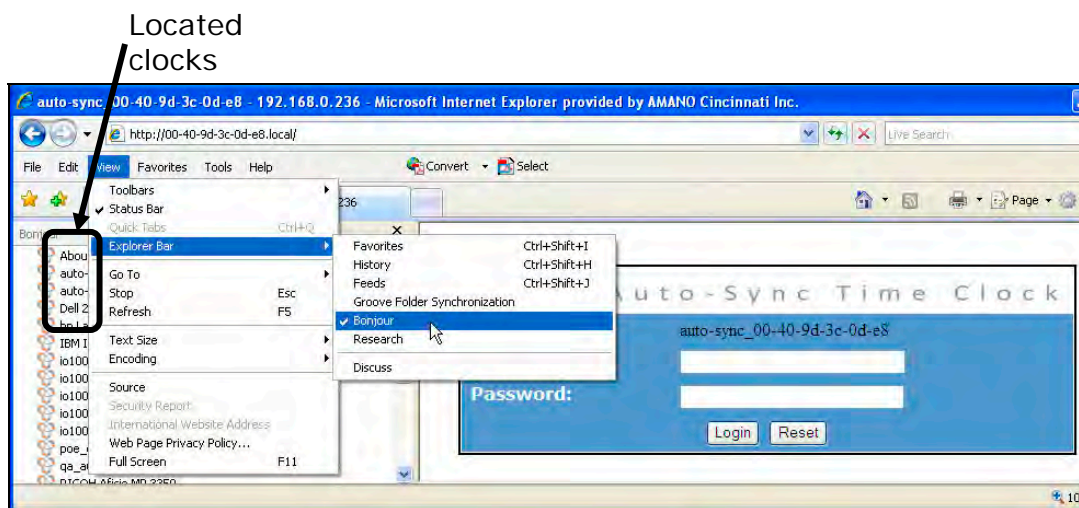 Located
clocks
auto-sync_00-40-9d-3c-0d-e8 - 192.168.0.236 - Microsoft Internet Explorer provided by AMANO Cincinnati Inc.
http://00-40-9d-3c-0d-e8.local/
Live Search
File Edit View Favorites Tools Help
Convert Select
236
Page
Toolbars
Status Bar
Quick Tabs Ctrl+Q
Explorer Bar
Go To
Stop Esc
Refresh F5
Text Size
Encoding
Source
Security Report
International Website Address
Web Page Privacy Policy...
Full Screen F11
Favorites Ctrl+Shift+I
History Ctrl+Shift+H
Feeds Ctrl+Shift+J
Groove Folder Synchronization
Bonjour
Research
Discuss
Abou
auto-
auto-
Dell 2
IBM I
io100
io100
io100
io100
io100
poe_
qa_a
RICOH Aficio MP 3350
uto-Sync Time Clock
auto-sync_00-40-9d-3c-0d-e8
Password:
Login Reset
10